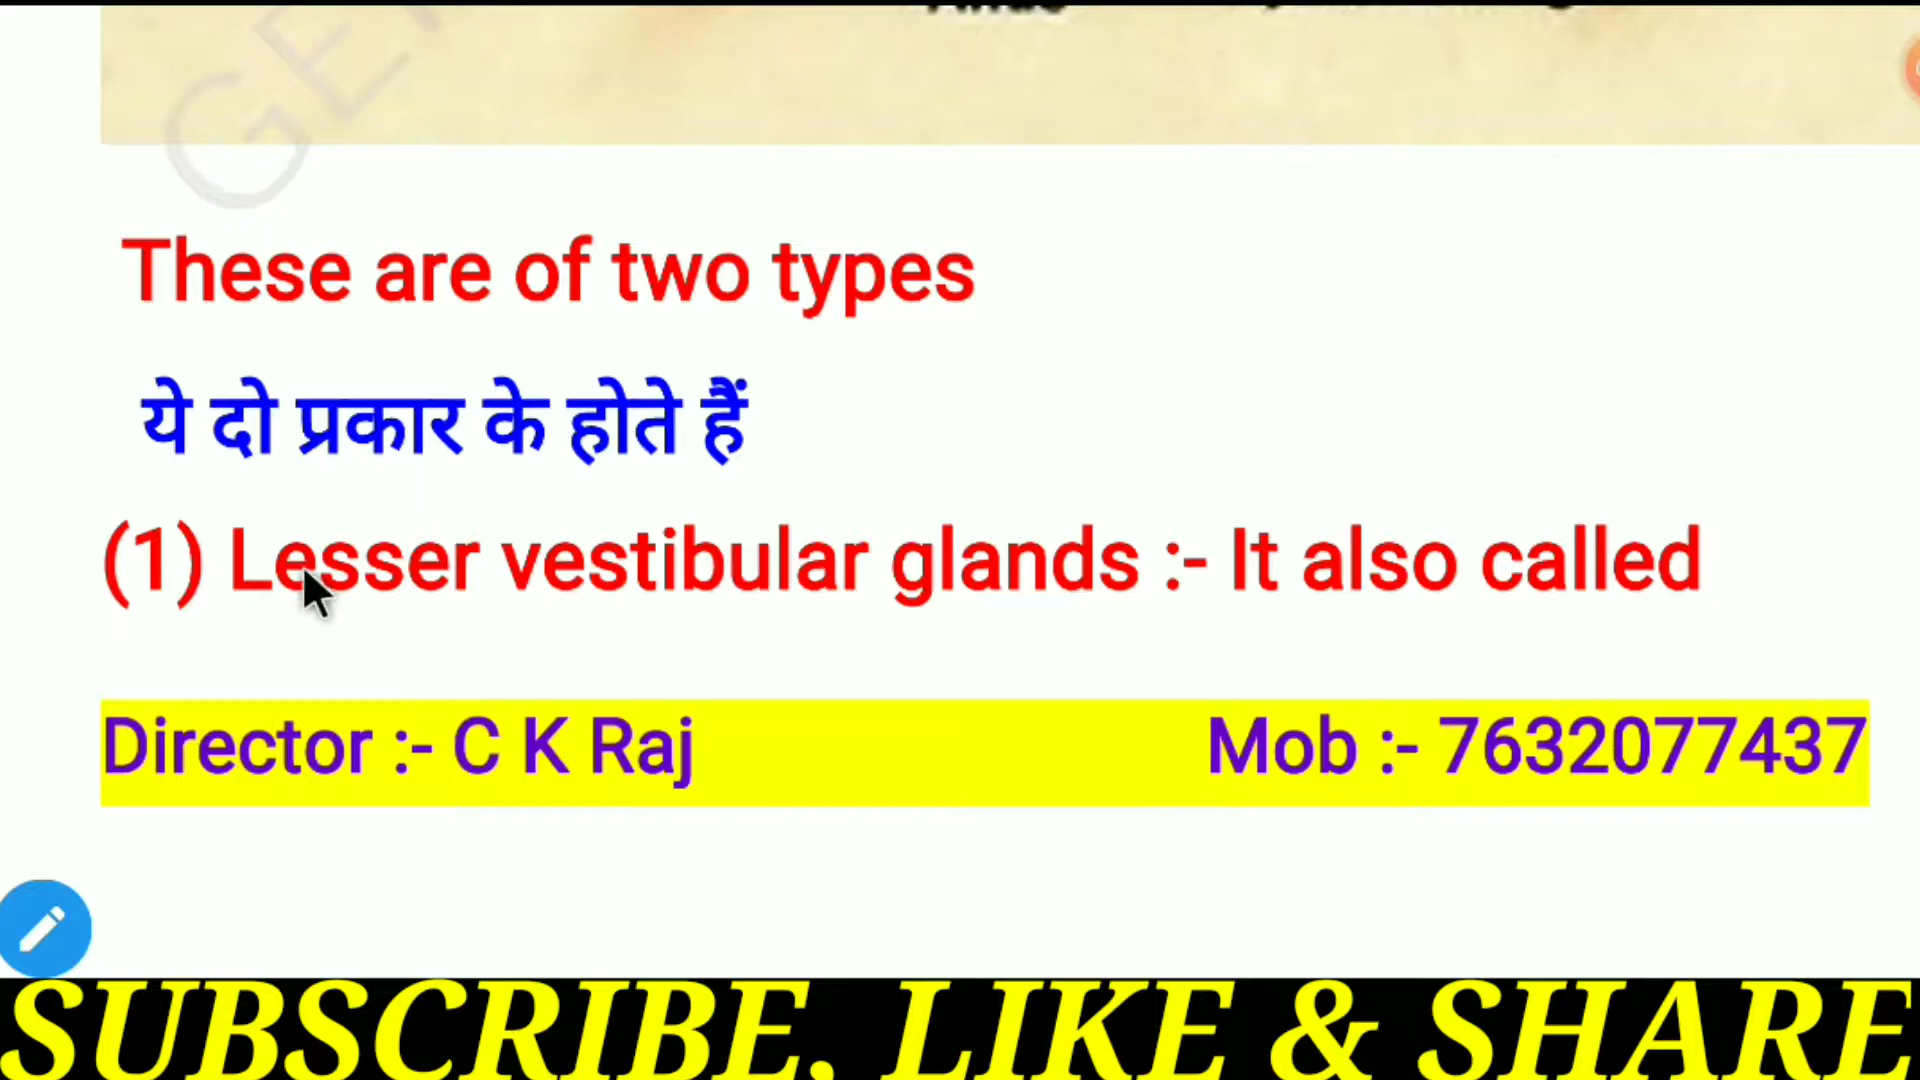 GE
These are of two types
ये दो प्रकार के होते हैं
(1) Lesser vestibular glands :- It also called
Director :- C K Raj Mob :- 7632077437
SUBSCRIBE, LIKE & SHARE